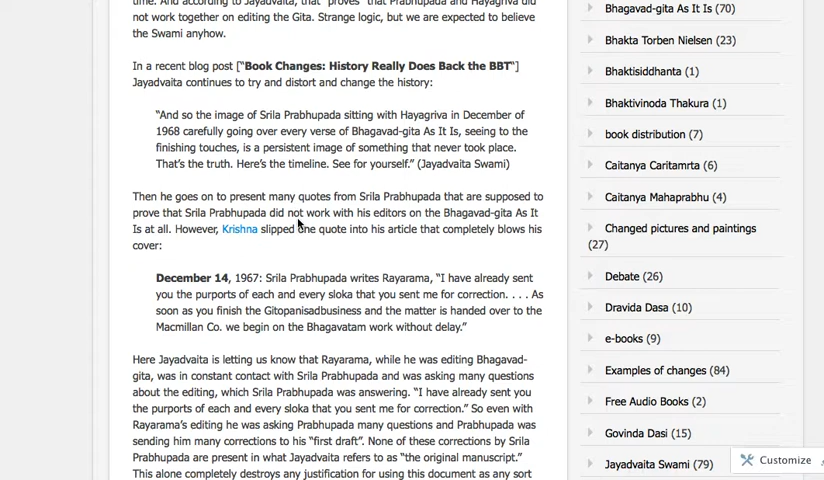 time. And according to Jayadvaita, that “proves” that Prabhupada and Hayagriva did
not work together on editing the Gita. Strange logic, but we are expected to believe
the Swami anyhow.
In a recent blog post [“Book Changes: History Really Does Back the BBT“]
Jayadvaita continues to try and distort and change the history:
“And so the image of Srila Prabhupada sitting with Hayagriva in December of
1968 carefully going over every verse of Bhagavad-gita As It Is, seeing to the
finishing touches, is a persistent image of something that never took place.
That’s the truth. Here’s the timeline. See for yourself.” (Jayadvaita Swami)
Then he goes on to present many quotes from Srila Prabhupada that are supposed to
prove that Srila Prabhupada did not work with his editors on the Bhagavad-gita As It
Is at all. However, Krishna slipped one quote into his article that completely blows his
cover:
December 14, 1967: Srila Prabhupada writes Rayarama, “I have already sent
you the purports of each and every sloka that you sent me for correction. . . . As
soon as you finish the Gitopanisadbusiness and the matter is handed over to the
Macmillan Co. we begin on the Bhagavatam work without delay.”
Here Jayadvaita is letting us know that Rayarama, while he was editing Bhagavad-
gita, was in constant contact with Srila Prabhupada and was asking many questions
about the editing, which Srila Prabhupada was answering. “I have already sent you
the purports of each and every sloka that you sent me for correction.” So even with
Rayarama’s editing he was asking Prabhupada many questions and Prabhupada was
sending him many corrections to his “first draft”. None of these corrections by Srila
Prabhupada are present in what Jayadvaita refers to as “the original manuscript.”
This alone completely destroys any justification for using this document as any sort
Bhagavad-gita As It Is (70)
Bhakta Torben Nielsen (23)
Bhaktisiddhanta (1)
Bhaktivinoda Thakura (1)
book distribution (7)
Caitanya Caritamrta (6)
Caitanya Mahaprabhu (4)
Changed pictures and paintings
(27)
Debate (26)
Dravida Dasa (10)
e-books (9)
Examples of changes (84)
Free Audio Books (2)
Govinda Dasi (15)
Jayadvaita Swami (79)
Customize